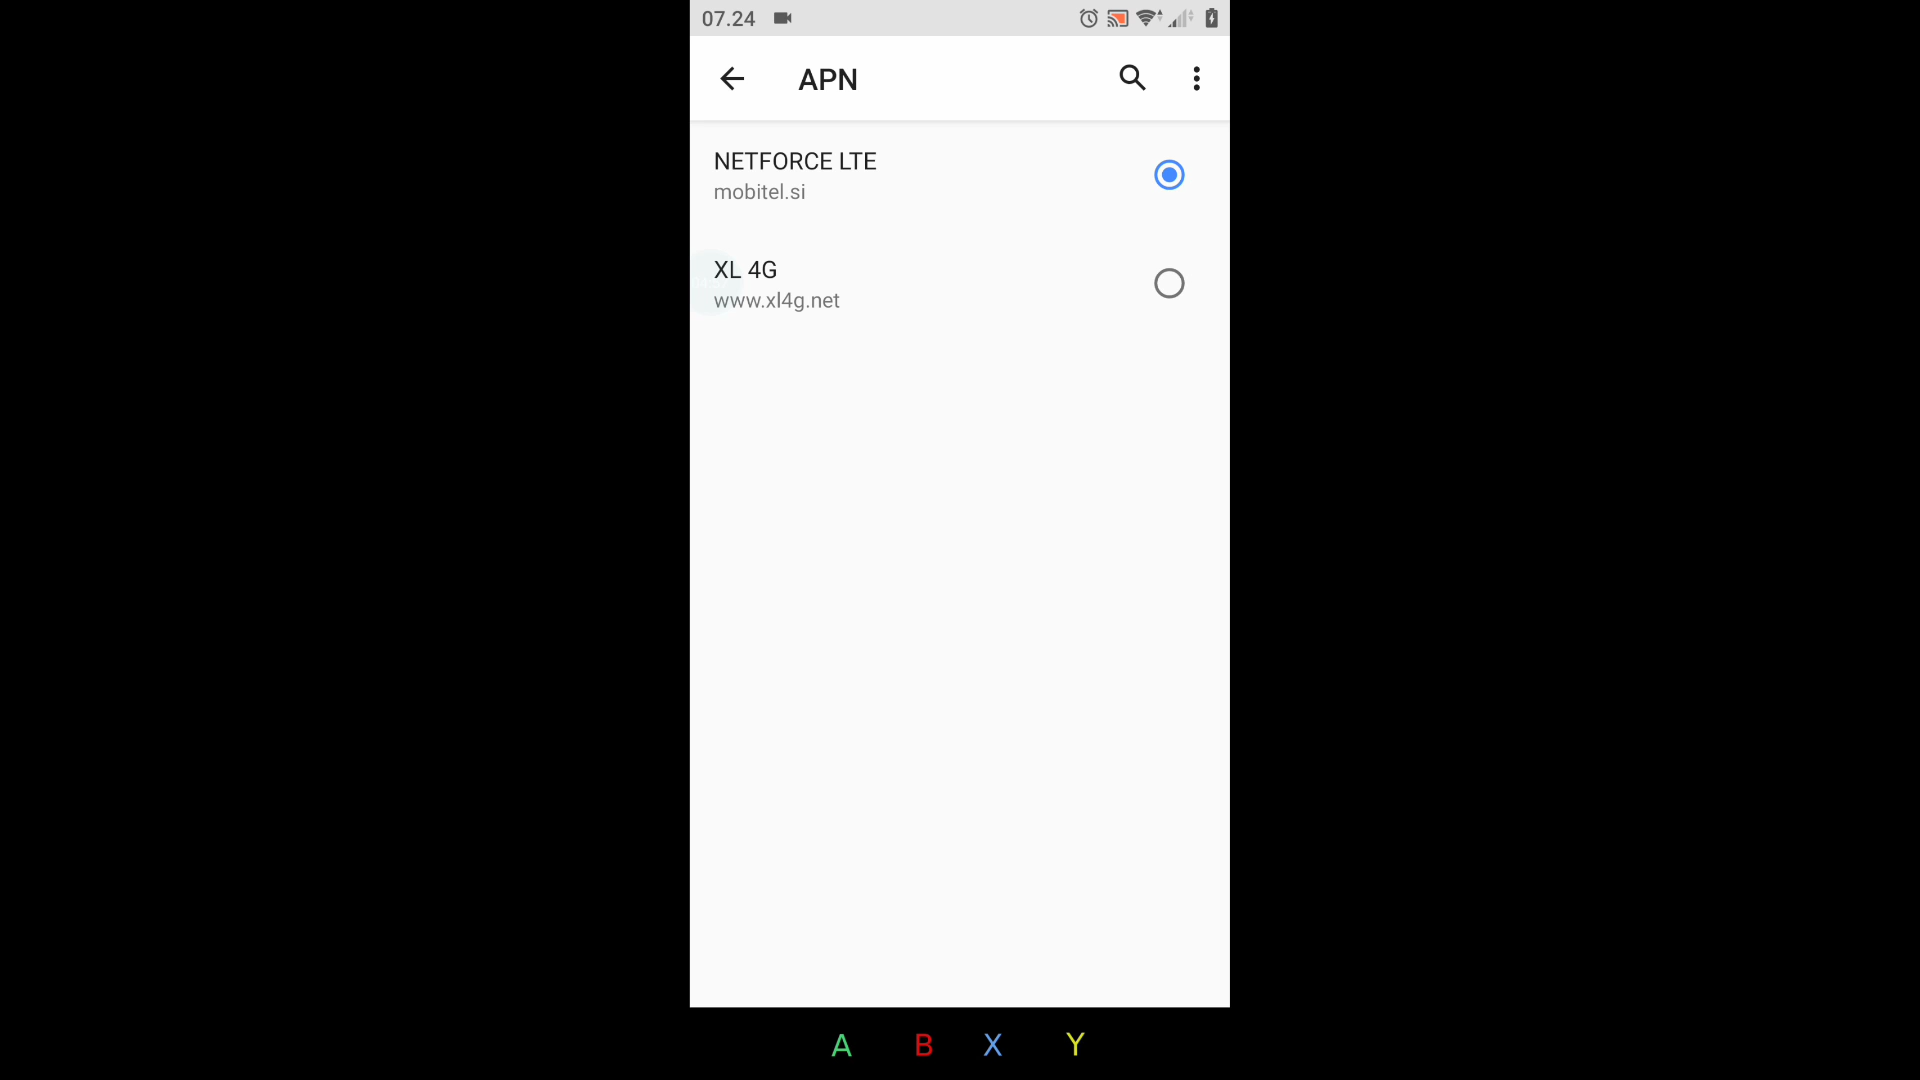 07.24
APN
NETFORCE LTE
mobitel.si
XL 4G
www.xl4g.net
A B X Y